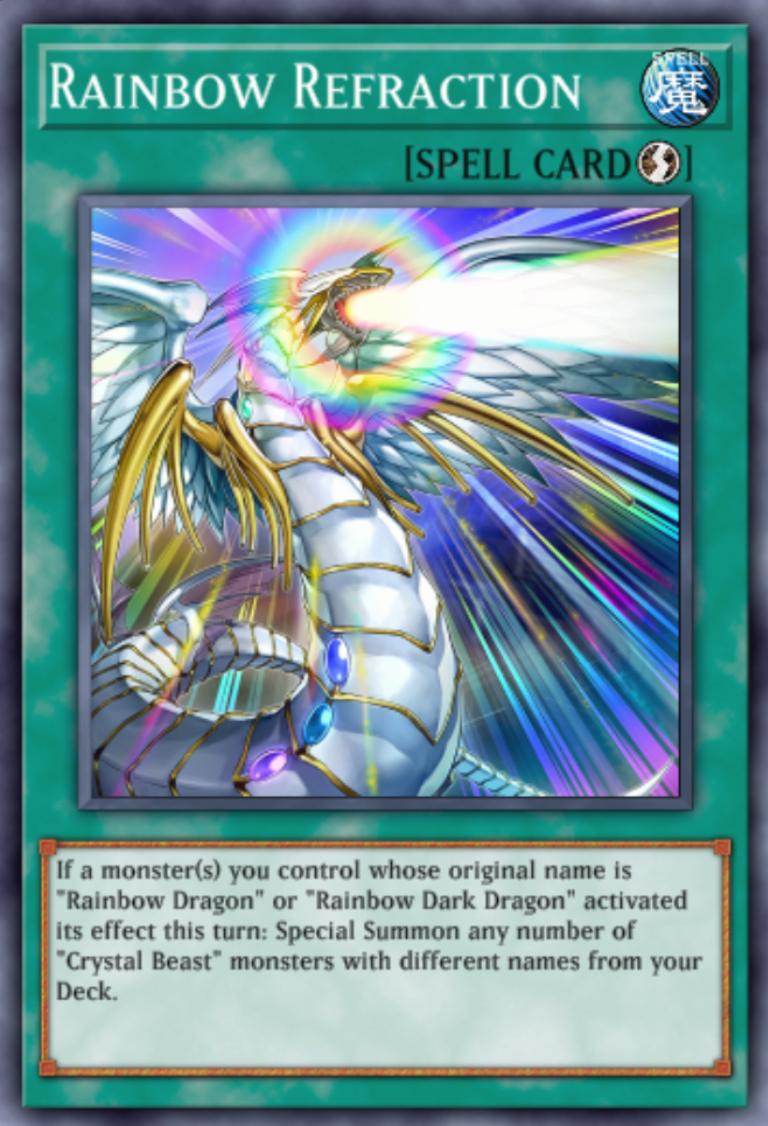 RAINBOW REFRACTION
SPELL
魔
[SPELL CARD]
If a monster(s) you control whose original name is
"Rainbow Dragon" or "Rainbow Dark Dragon" activated
its effect this turn: Special Summon any number of
"Crystal Beast" monsters with different names from your
Deck.